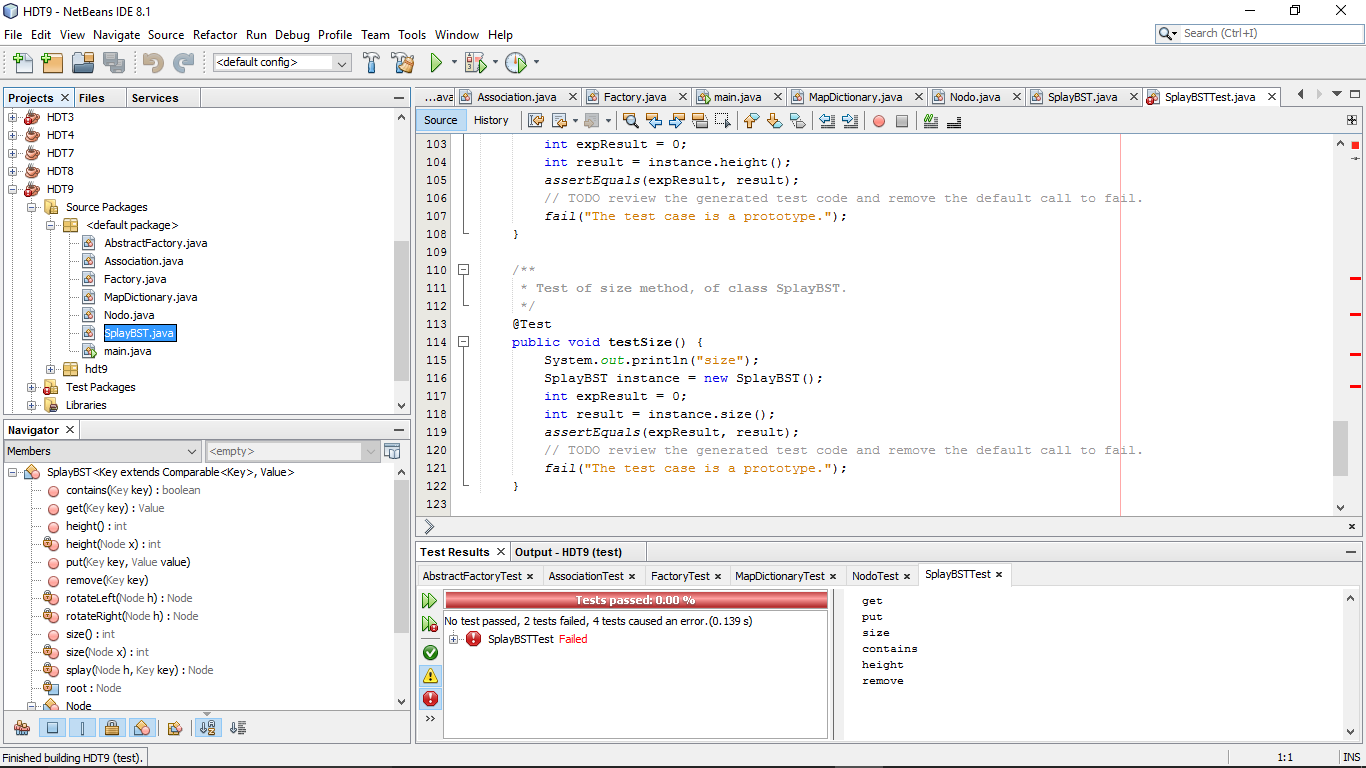 HDT9 - NetBeans IDE 8.1
File Edit View Navigate Source Refactor Run Debug Profile Team Tools Window Help
Search (Ctrl+I)
<default config>
Projects Files Services
HDT3
HDT4
HDT7
HDT8
HDT9
Source Packages
<default package>
AbstractFactory.java
Association.java
Factory.java
MapDictionary.java
Nodo.java
SplayBST.java
main.java
hdt9
Test Packages
Libraries
Navigator
Members
<empty>
SplayBST<Key extends Comparable<Key>, Value>
contains(Key key) : boolean
get(Key key) : Value
height() : int
height(Node x) : int
put(Key key, Value value)
remove(Key key)
rotateLeft(Node h) : Node
rotateRight(Node h) : Node
size() : int
size(Node x) : int
splay(Node h, Key key) : Node
root : Node
Node
...ava Association.java Factory.java main.java MapDictionary.java Nodo.java SplayBST.java SplayBSTTest.java
Source History
103 int expResult = 0;
104 int result = instance.height();
105 assertEquals(expResult, result);
106 // TODO review the generated test code and remove the default call to fail.
107 fail("The test case is a prototype.");
108 }
109
110 /**
111 * Test of size method, of class SplayBST.
112 */
113 @Test
114 public void testSize() {
115 System.out.println("size");
116 SplayBST instance = new SplayBST();
117 int expResult = 0;
118 int result = instance.size();
119 assertEquals(expResult, result);
120 // TODO review the generated test code and remove the default call to fail.
121 fail("The test case is a prototype.");
122 }
123
Test Results Output - HDT9 (test)
AbstractFactoryTest AssociationTest FactoryTest MapDictionaryTest NodoTest SplayBSTTest
Tests passed: 0.00 %
No test passed, 2 tests failed, 4 tests caused an error.(0.139 s)
SplayBSTTest Failed
get
put
size
contains
height
remove
Finished building HDT9 (test).
1:1 INS